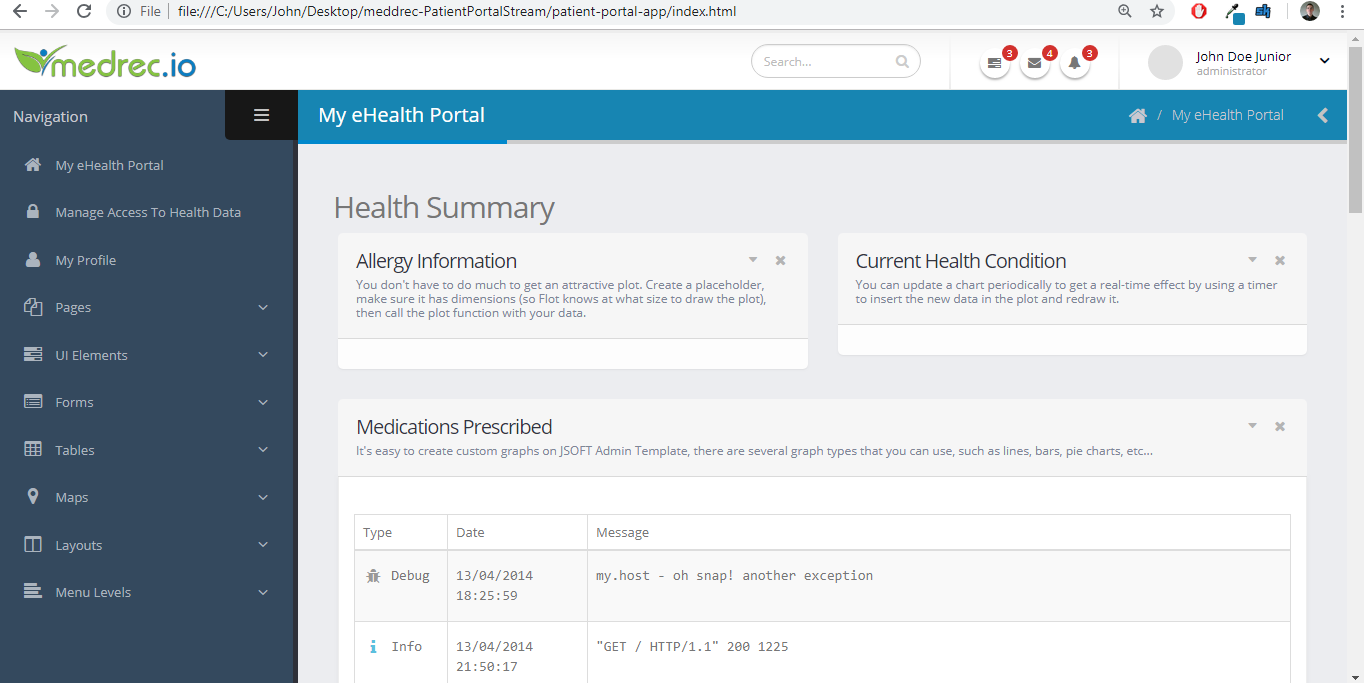 File file:///C:/Users/John/Desktop/meddrec-PatientPortalStream/patient-portal-app/index.html
medrec.io
Search...
3 4 3
John Doe Junior
administrator
Navigation
My eHealth Portal
/ My eHealth Portal
My eHealth Portal
Manage Access To Health Data
My Profile
Pages
UI Elements
Forms
Tables
Maps
Layouts
Menu Levels
Health Summary
Allergy Information
You don't have to do much to get an attractive plot. Create a placeholder,
make sure it has dimensions (so Flot knows at what size to draw the plot),
then call the plot function with your data.
Current Health Condition
You can update a chart periodically to get a real-time effect by using a timer
to insert the new data in the plot and redraw it.
Medications Prescribed
It's easy to create custom graphs on JSOFT Admin Template, there are several graph types that you can use, such as lines, bars, pie charts, etc...
Type Date Message
Debug 13/04/2014 my.host - oh snap! another exception
18:25:59
Info 13/04/2014 "GET / HTTP/1.1" 200 1225
21:50:17